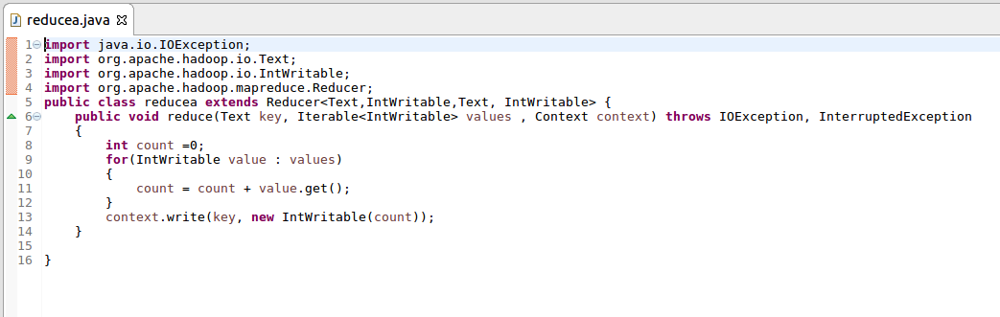 reducea.java
1 import java.io.IOException;
2 import org.apache.hadoop.io.Text;
3 import org.apache.hadoop.io.IntWritable;
4 import org.apache.hadoop.mapreduce.Reducer;
5 public class reducea extends Reducer<Text,IntWritable,Text, IntWritable> {
6     public void reduce(Text key, Iterable<IntWritable> values , Context context) throws IOException, InterruptedException
7     {
8         int count =0;
9         for(IntWritable value : values)
10         {
11             count = count + value.get();
12         }
13         context.write(key, new IntWritable(count));
14     }
15
16 }